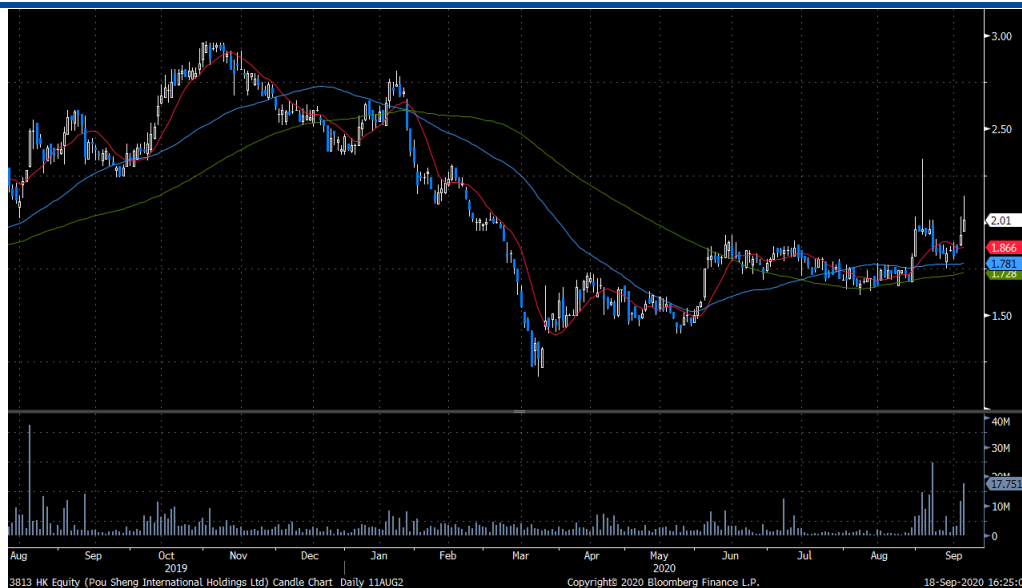 3.00
2.50
2.01
1.866
1.781
1.728
1.50
40M
30M
20M
17.751
10M
0
Aug Sep Oct Nov Dec Jan Feb Mar Apr May Jun Jul Aug Sep
2019 2020
3813 HK Equity (Pou Sheng International Holdings Ltd) Candle Chart Daily 11AUG2 Copyright© 2020 Bloomberg Finance L.P. 18-Sep-2020 16:25:0